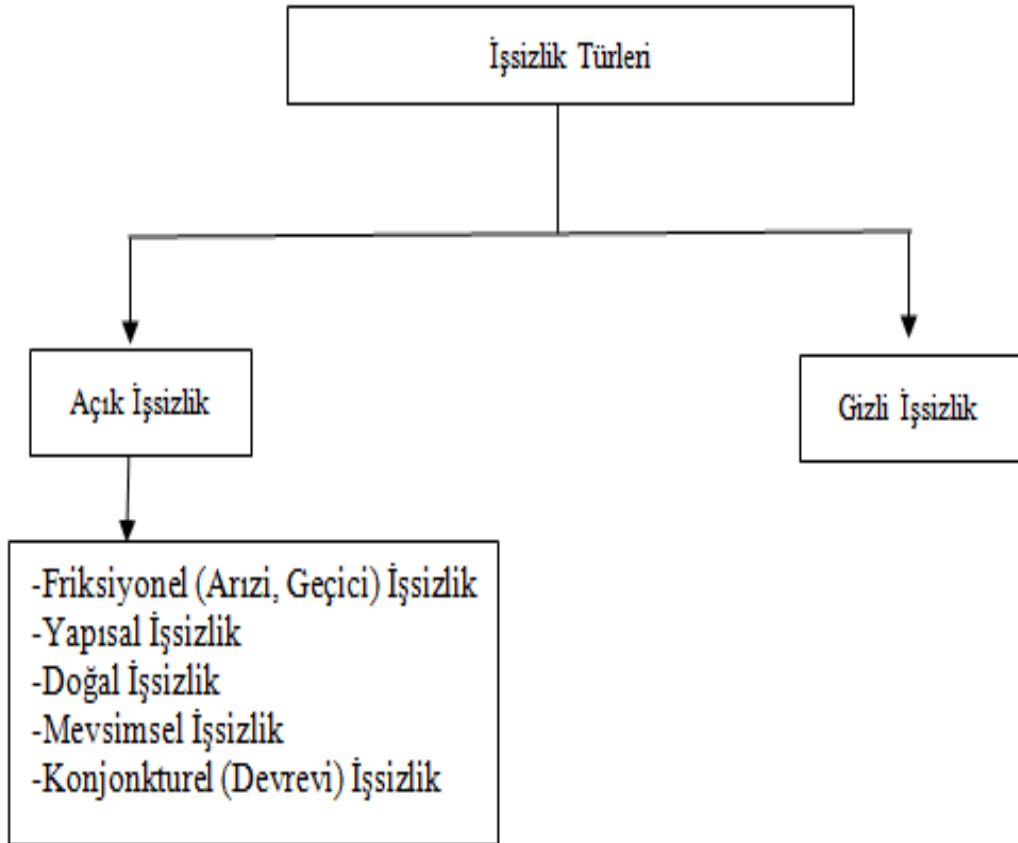 İşsizlik Türleri
Açık İşsizlik
Gizli İşsizlik
-Friksiyonel (Arızi, Geçici) İşsizlik
-Yapısal İşsizlik
-Doğal İşsizlik
-Mevsimsel İşsizlik
-Konjonkturel (Devrevi) İşsizlik